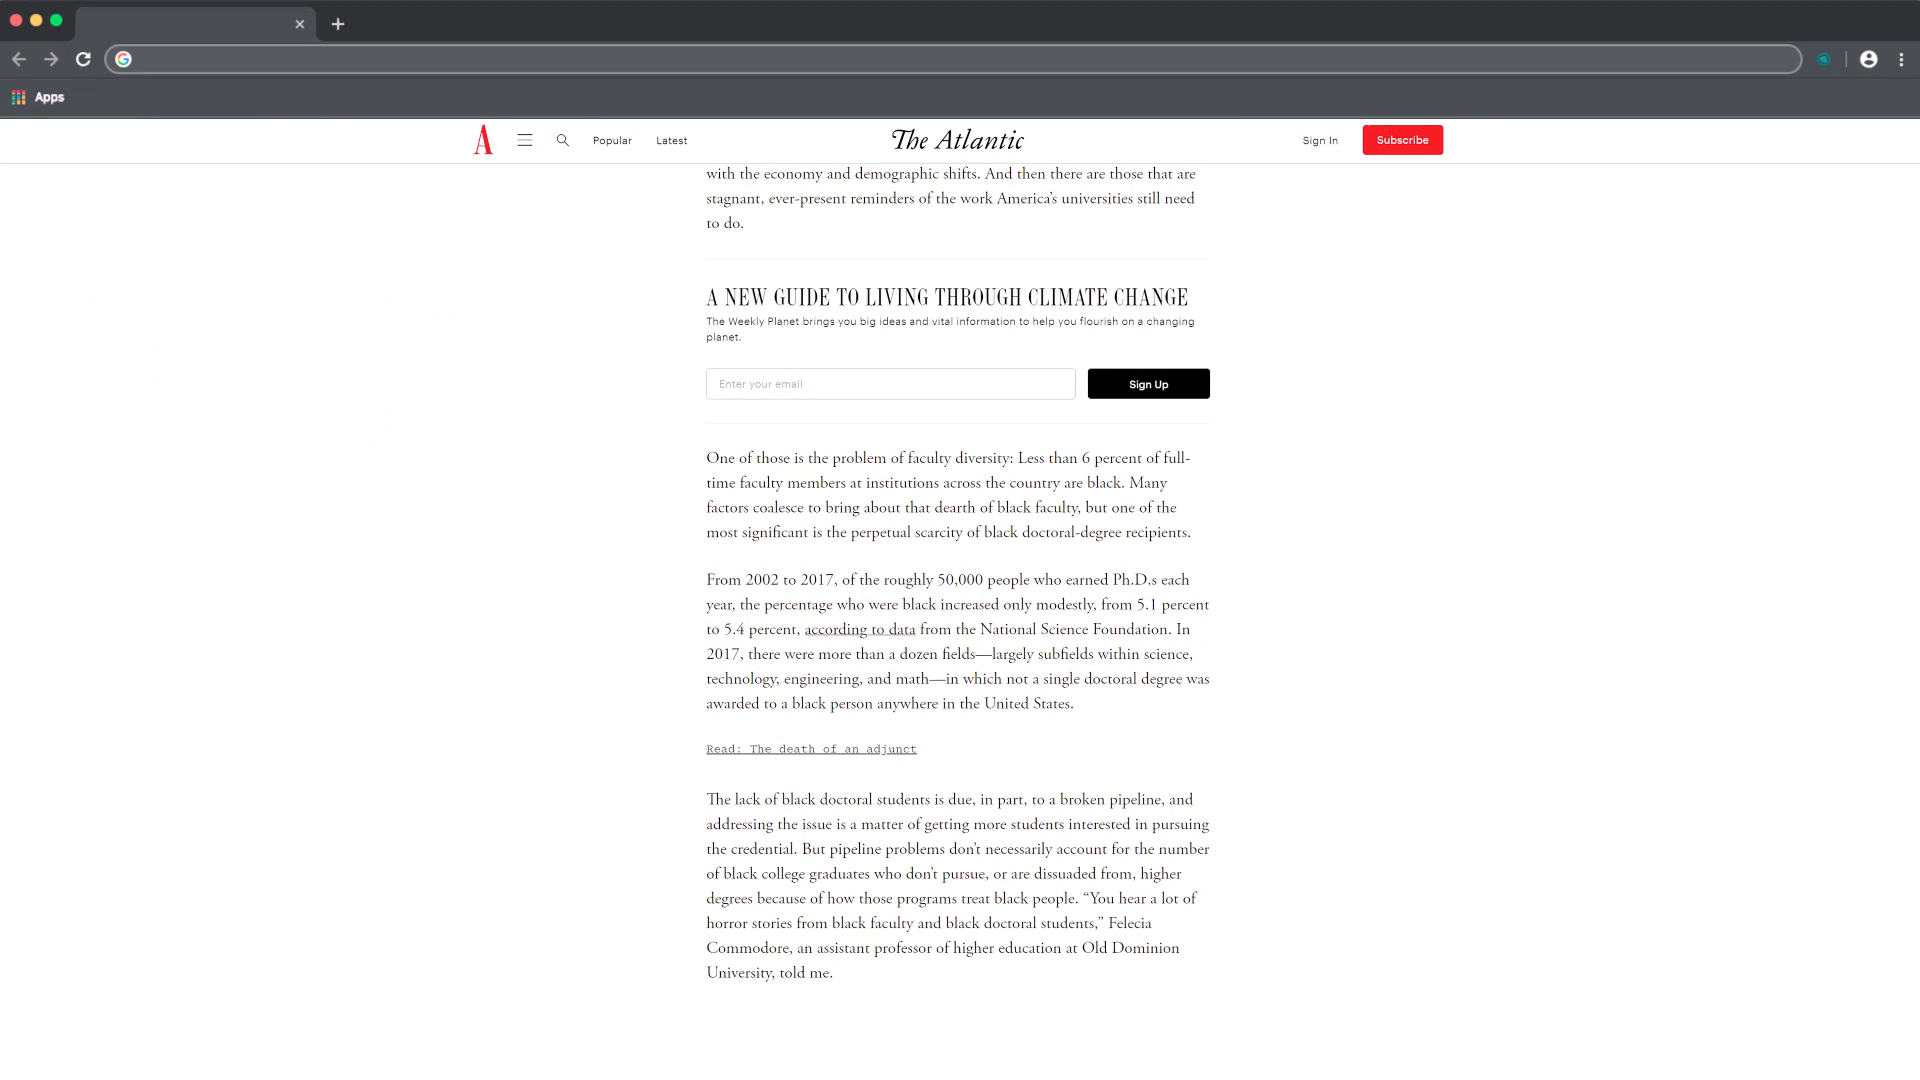 Apps
A
Popular
Latest
The Atlantic
Sign In
Subscribe
with the economy and demographic shifts. And then there are those that are
stagnant, ever-present reminders of the work America’s universities still need
to do.
A NEW GUIDE TO LIVING THROUGH CLIMATE CHANGE
The Weekly Planet brings you big ideas and vital information to help you flourish on a changing
planet.
Enter your email
Sign Up
One of those is the problem of faculty diversity: Less than 6 percent of full-
time faculty members at institutions across the country are black. Many
factors coalesce to bring about that dearth of black faculty, but one of the
most significant is the perpetual scarcity of black doctoral-degree recipients.
From 2002 to 2017, of the roughly 50,000 people who earned Ph.D.s each
year, the percentage who were black increased only modestly, from 5.1 percent
to 5.4 percent, according to data from the National Science Foundation. In
2017, there were more than a dozen fields—largely subfields within science,
technology, engineering, and math—in which not a single doctoral degree was
awarded to a black person anywhere in the United States.
Read: The death of an adjunct
The lack of black doctoral students is due, in part, to a broken pipeline, and
addressing the issue is a matter of getting more students interested in pursuing
the credential. But pipeline problems don’t necessarily account for the number
of black college graduates who don’t pursue, or are dissuaded from, higher
degrees because of how those programs treat black people. “You hear a lot of
horror stories from black faculty and black doctoral students,” Felecia
Commodore, an assistant professor of higher education at Old Dominion
University, told me.